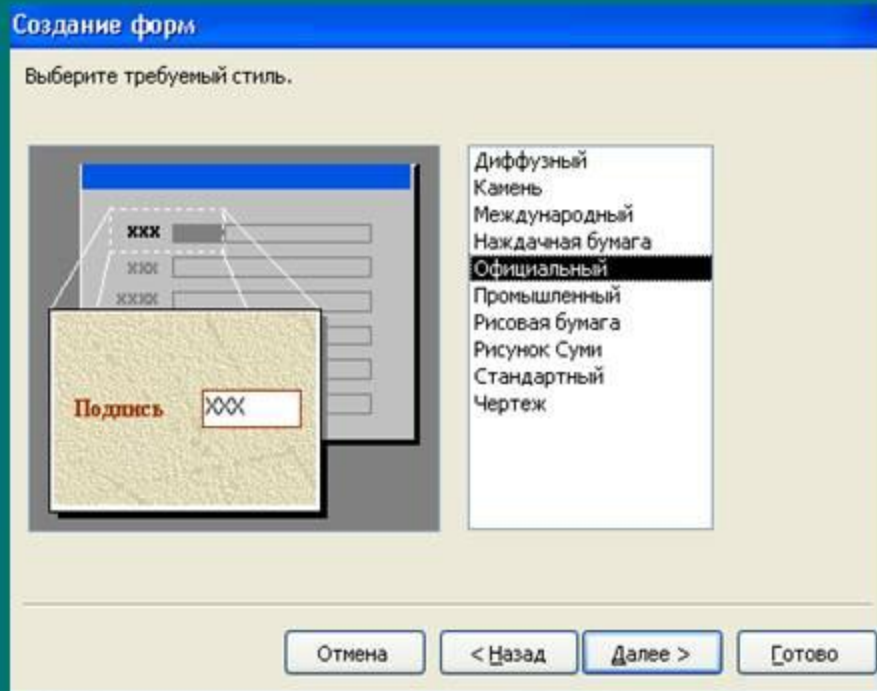 Создание форм
Выберите требуемый стиль.
xxx
xxx
xxxx
Подпись XXX
Диффузный
Камень
Международный
Наждачная бумага
Официальный
Промышленный
Рисовая бумага
Рисунок Суми
Стандартный
Чертеж
Отмена
< Назад
Далее >
Готово